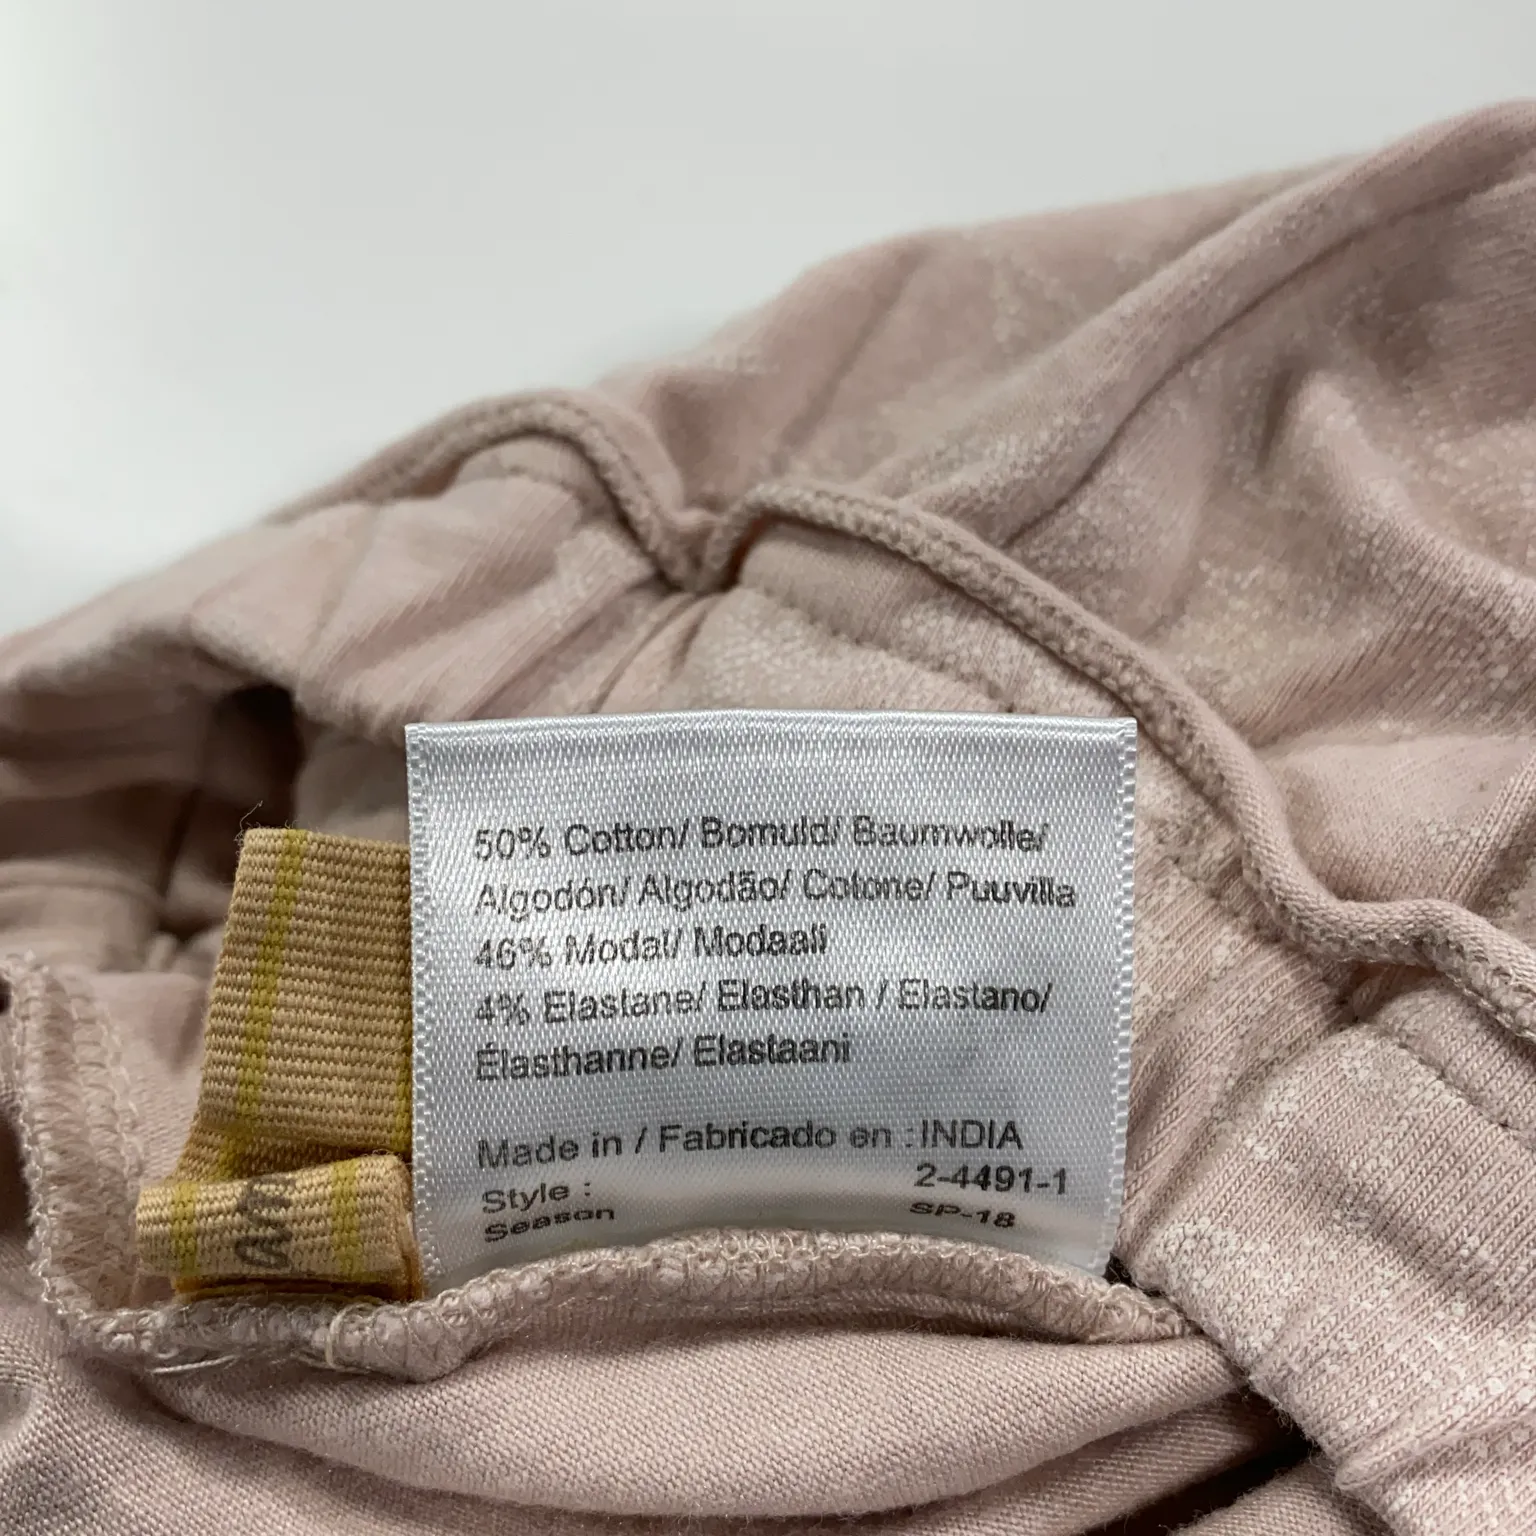 50% Cotton/ Bomuld/ Baumwolle/
Algodón/ Algodão/ Cotone/ Puuvilla
46% Modal/ Modaali
4% Elastane/ Elasthan / Elastano/
Élasthanne/ Elastaani
Made in / Fabricado en :INDIA
Style : 2-4491-1
Season SP-18